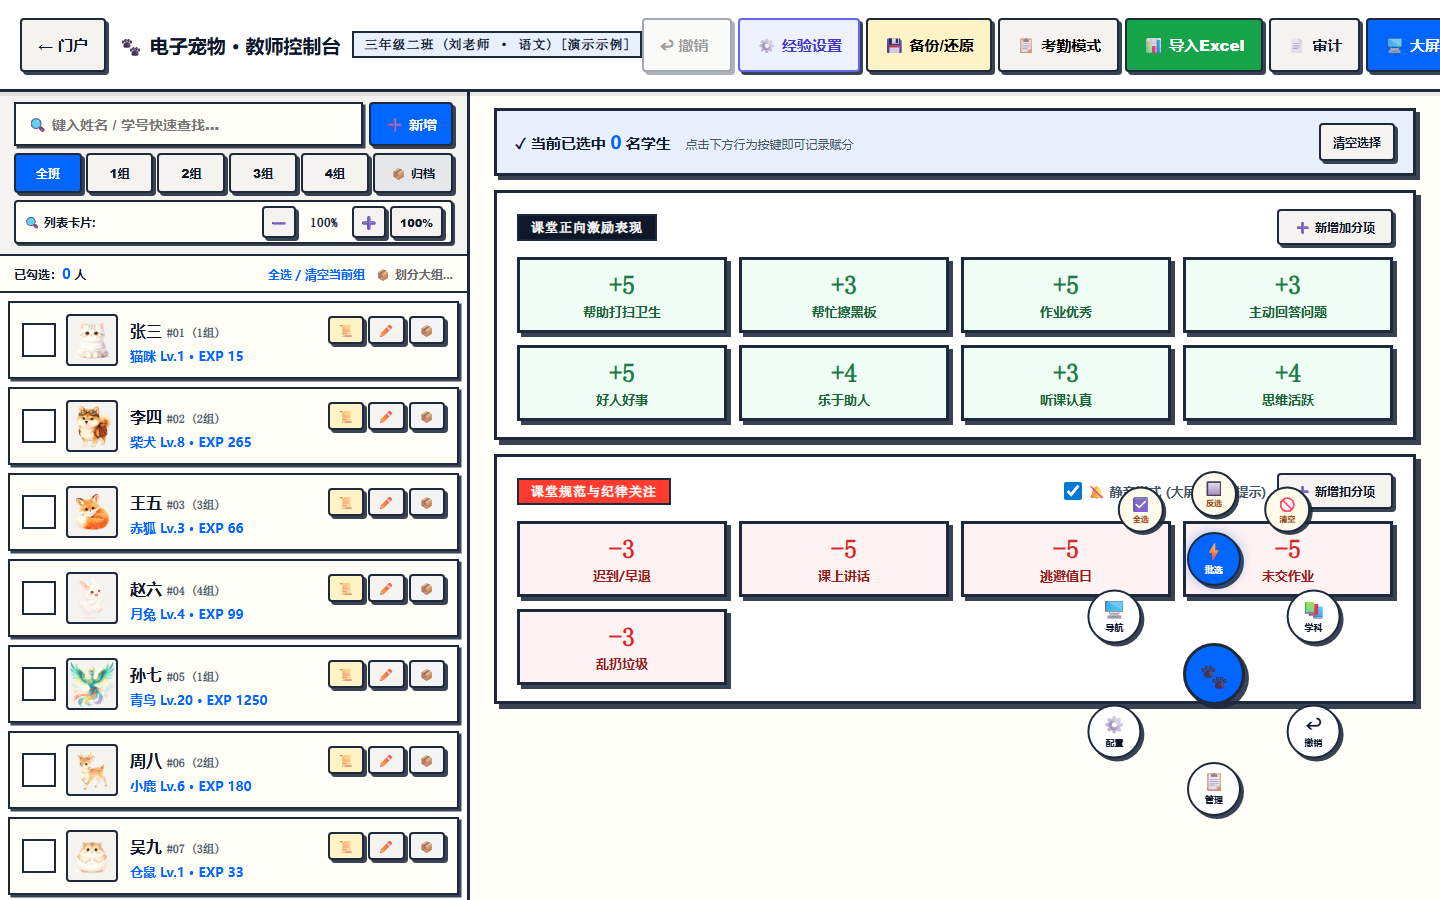 ←门户
电子宠物 • 教师控制台
三年级二班 (刘老师 • 语文) [演示示例]
撤销
经验设置
备份/还原
考勤模式
导入Excel
审计
大屏
键入姓名 / 学号快速查找...
新增
全班
1组
2组
3组
4组
归档
列表卡片:
100%
100%
已勾选: 0 人
全选 / 清空当前组
划分大组...
张三 #01 (1组)
猫咪 Lv.1 • EXP 15
李四 #02 (2组)
柴犬 Lv.8 • EXP 265
王五 #03 (3组)
赤狐 Lv.3 • EXP 66
赵六 #04 (4组)
月兔 Lv.4 • EXP 99
孙七 #05 (1组)
青鸟 Lv.20 • EXP 1250
周八 #06 (2组)
小鹿 Lv.6 • EXP 180
吴九 #07 (3组)
仓鼠 Lv.1 • EXP 33
✓ 当前已选中 0 名学生
点击下方行为按键即可记录赋分
清空选择
课堂正向激励表现
新增加分项
+5
帮助打扫卫生
+3
帮忙擦黑板
+5
作业优秀
+3
主动回答问题
+5
好人好事
+4
乐于助人
+3
听课认真
+4
思维活跃
课堂规范与纪律关注
(大屏
提示)
新增扣分项
−3
迟到/早退
−5
课上讲话
−5
逃避值日
−5
未交作业
−3
乱扔垃圾
全选
反选
清空
批选
导航
学科
配置
撤销
管理